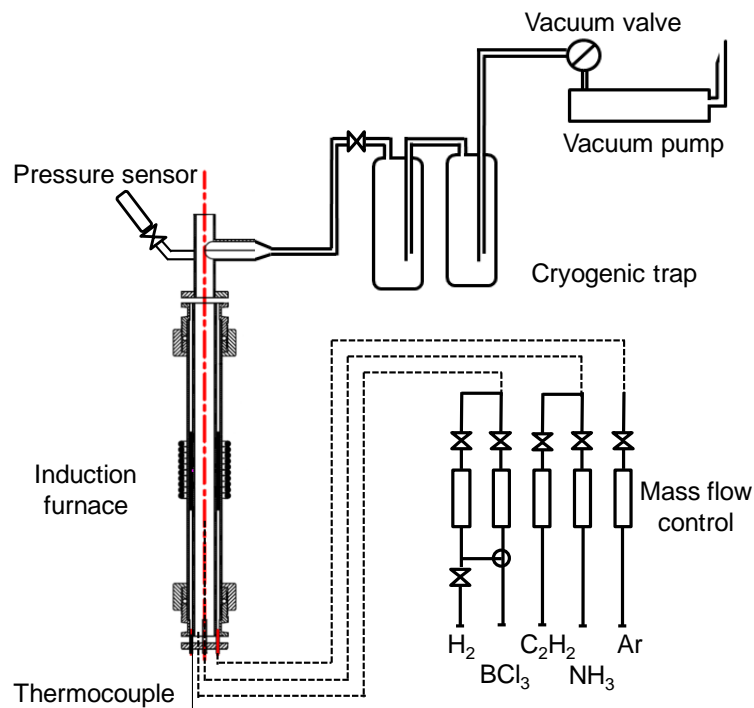 Vacuum valve
Vacuum pump
Pressure sensor
Cryogenic trap
Induction
furnace
Mass flow
control
H₂
C₂H₂
Ar
BCl₃
NH₃
Thermocouple